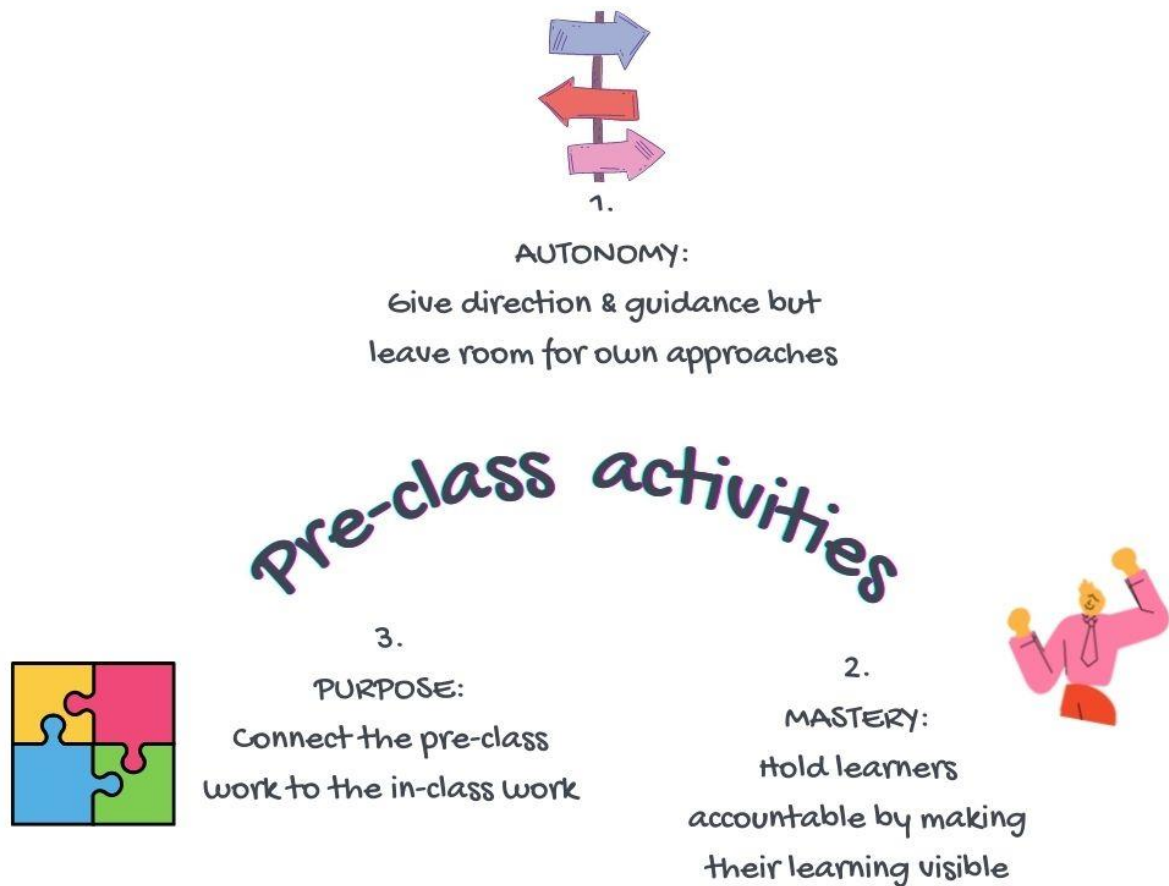 1.
AUTONOMY:
Give direction & guidance but
leave room for own approaches
Pre-class activities
3.
PURPOSE:
Connect the pre-class
work to the in-class work
2.
MASTERY:
Hold learners
accountable by making
their learning visible